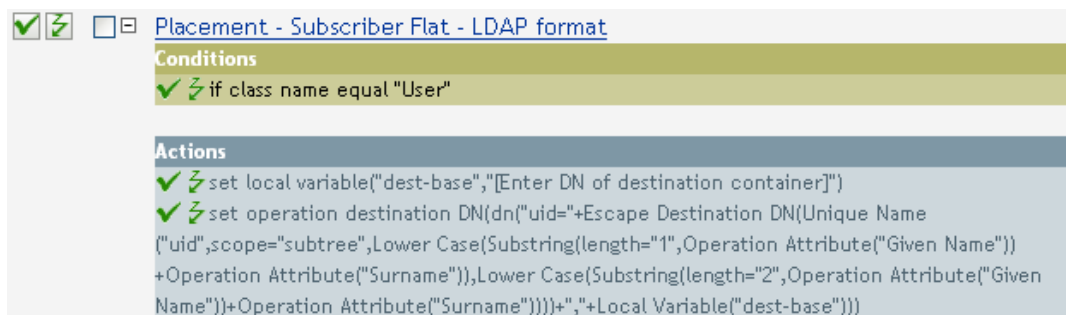 Placement - Subscriber Flat - LDAP format
Conditions
if class name equal "User"
Actions
set local variable("dest-base","[Enter DN of destination container]")
set operation destination DN(dn("uid="+Escape Destination DN(Unique Name
("uid",scope="subtree",Lower Case(Substring(length="1",Operation Attribute("Given Name"))
+Operation Attribute("Surname")),Lower Case(Substring(length="2",Operation Attribute("Given
Name"))+Operation Attribute("Surname"))))+","+Local Variable("dest-base")))